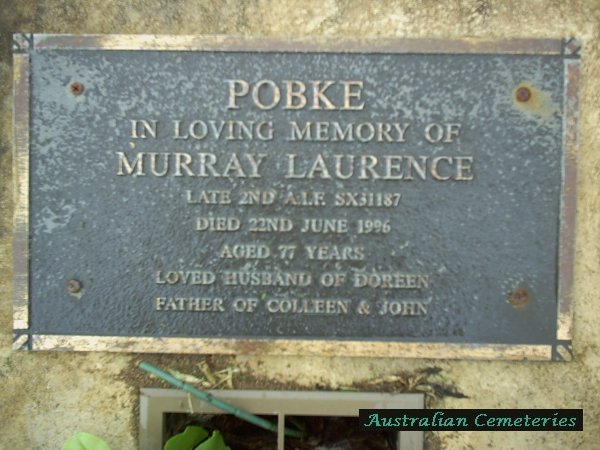 POBKE
IN LOVING MEMORY OF
MURRAY LAURENCE
LATE 2ND A.I.F. SX31187
DIED 22ND JUNE 1996
AGED 77 YEARS
LOVED HUSBAND OF DOREEN
FATHER OF COLLEEN & JOHN
Australian Cemeteries